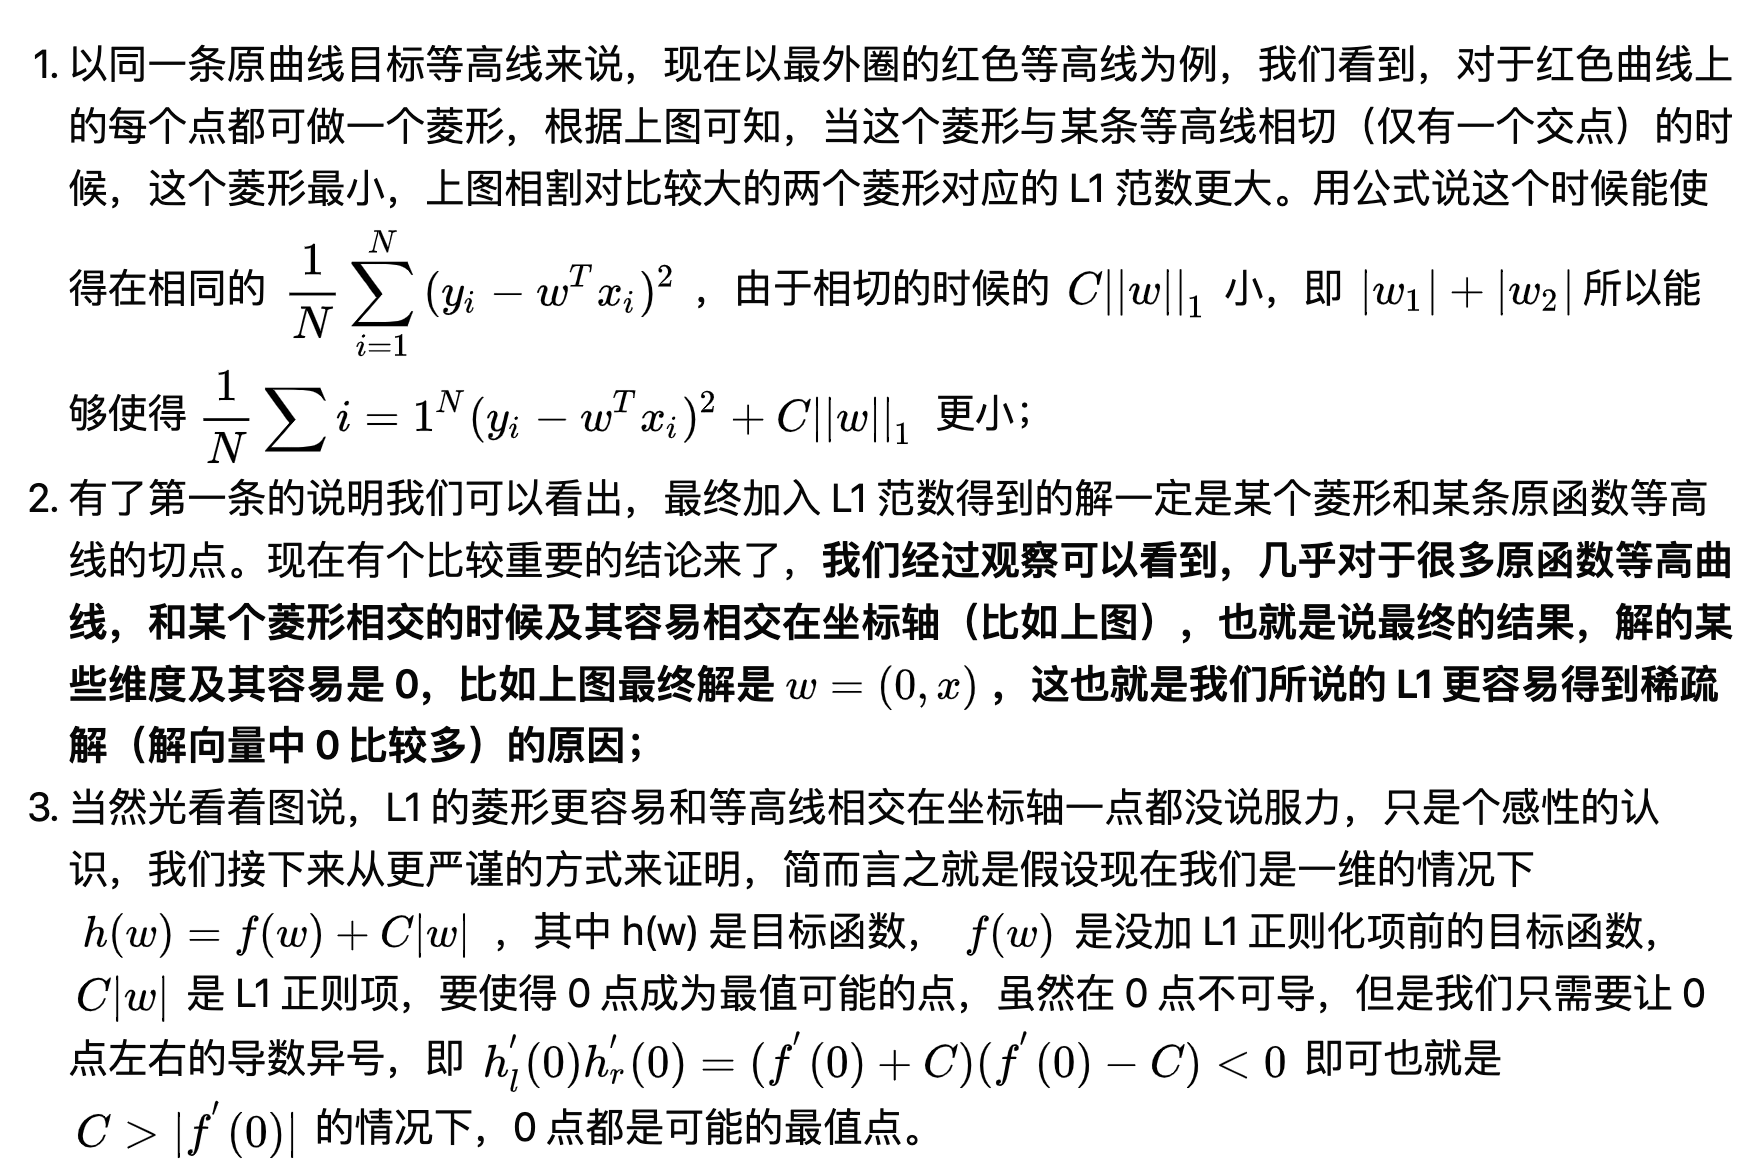 1. 以同一条原曲线目标等高线来说，现在以最外圈的红色等高线为例，我们看到，对于红色曲线上
的每个点都可做一个菱形，根据上图可知，当这个菱形与某条等高线相切（仅有一个交点）的时
候，这个菱形最小，上图相割对比较大的两个菱形对应的 L1 范数更大。用公式说这个时候能使
得在相同的 $\frac{1}{N}\sum_{i=1}^{N}(y_i - w^T x_i)^2$ ，由于相切的时候的 $C||w||_1$ 小，即 $|w_1| + |w_2|$ 所以能
够使得 $\frac{1}{N}\sum i = 1^N (y_i - w^T x_i)^2 + C||w||_1$ 更小；
2. 有了第一条的说明我们可以看出，最终加入 L1 范数得到的解一定是某个菱形和某条原函数等高
线的切点。现在有个比较重要的结论来了，我们经过观察可以看到，几乎对于很多原函数等高曲
线，和某个菱形相交的时候及其容易相交在坐标轴（比如上图），也就是说最终的结果，解的某
些维度及其容易是 0，比如上图最终解是 $w = (0, x)$ ，这也就是我们所说的 L1 更容易得到稀疏
解（解向量中 0 比较多）的原因；
3. 当然光看着图说，L1 的菱形更容易和等高线相交在坐标轴一点都没说服力，只是个感性的认
识，我们接下来从更严谨的方式来证明，简而言之就是假设现在我们是一维的情况下
$h(w) = f(w) + C|w|$ ，其中 h(w) 是目标函数， $f(w)$ 是没加 L1 正则化项前的目标函数，
$C|w|$ 是 L1 正则项，要使得 0 点成为最值可能的点，虽然在 0 点不可导，但是我们只需要让 0
点左右的导数异号，即 $h_l^{'}(0)h_r^{'}(0) = (f^{'}(0) + C)(f^{'}(0) - C) < 0$ 即可也就是
$C > |f^{'}(0)|$ 的情况下，0 点都是可能的最值点。